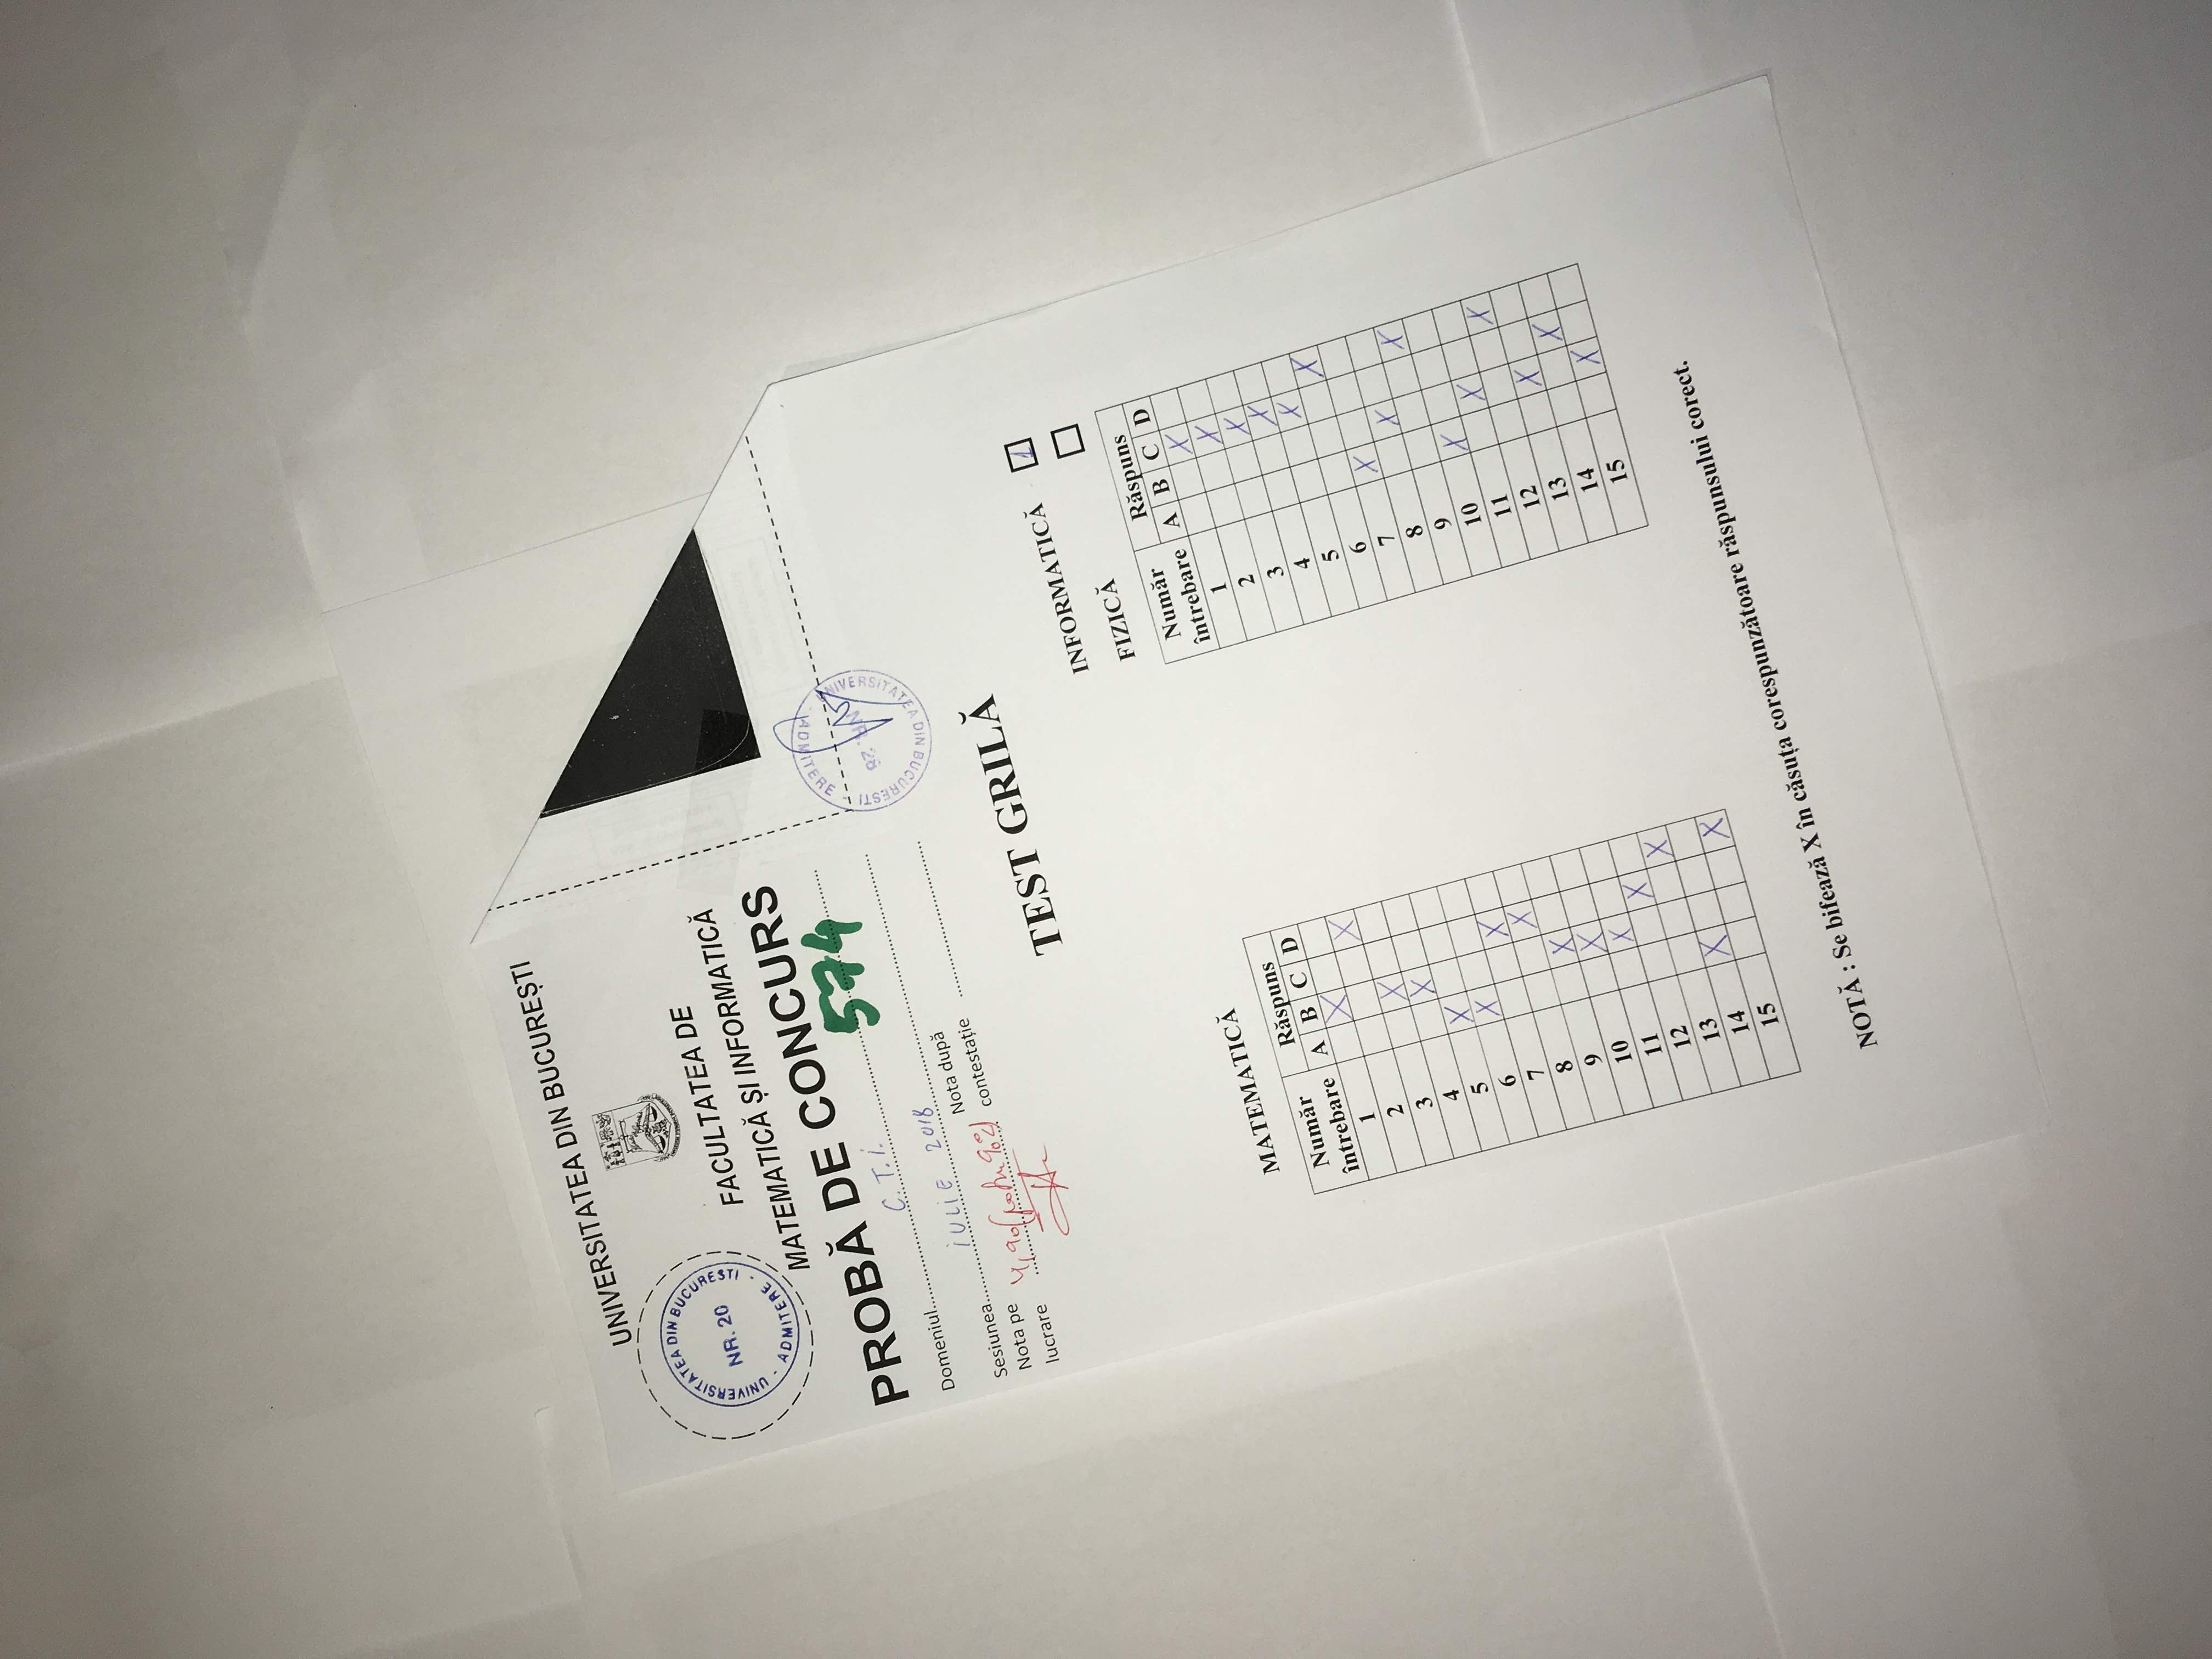 UNIVERSITATEA DIN BUCUREȘTI
UNIVERSITATEA DIN BUCUREȘTI - ADMITERE -
NR. 20
FACULTATEA DE
MATEMATICĂ ȘI INFORMATICĂ
PROBĂ DE CONCURS
574
Domeniul C.T.i.
Sesiunea iULiE 2018
Nota pe lucrare 4,90
Nota după contestație
UNIVERSITATEA DIN BUCURESTI - ADMITERE -
NR. 28
TEST GRILĂ
INFORMATICĂ 1
FIZICĂ
MATEMATICĂ
Număr întrebare Răspuns
A B C D
1 X
2 X
3 X
4 X
5 X
6 X
7 X
8 X
9 X
10 X
11 X
12 X
13 X
14 X
15 X
Număr întrebare Răspuns
A B C D
1 X
2 X
3 X
4 X
5 X
6 X
7 X
8 X
9 X
10 X
11 X
12 X
13 X
14 X
15 X
NOTĂ : Se bifează X în căsuța corespunzătoare răspunsului corect.